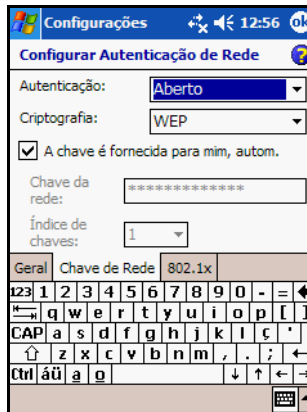 Configurações 12:56 ok
Configurar Autenticação de Rede ?
Autenticação: Aberto
Criptografia: WEP
A chave é fornecida para mim, autom.
Chave da rede: *************
Índice de chaves: 1
Geral Chave de Rede 802.1x
123 1 2 3 4 5 6 7 8 9 0 - =
q w e r t y u i o p [ ]
CAP a s d f g h j k l ç '
z x c v b n m , . ;
Ctrl áü a o